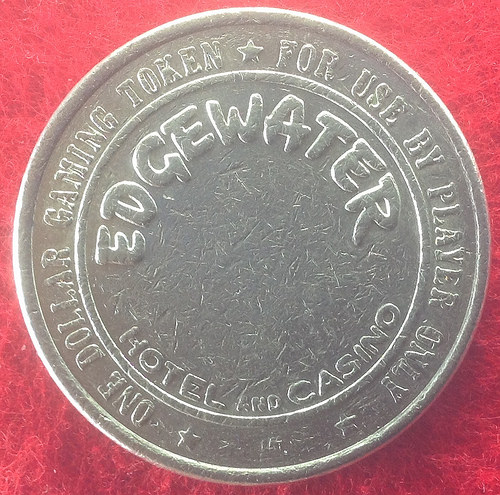 ONE DOLLAR GAMING TOKEN ★ FOR USE BY PLAYER ONLY
EDGEWATER
HOTEL AND CASINO